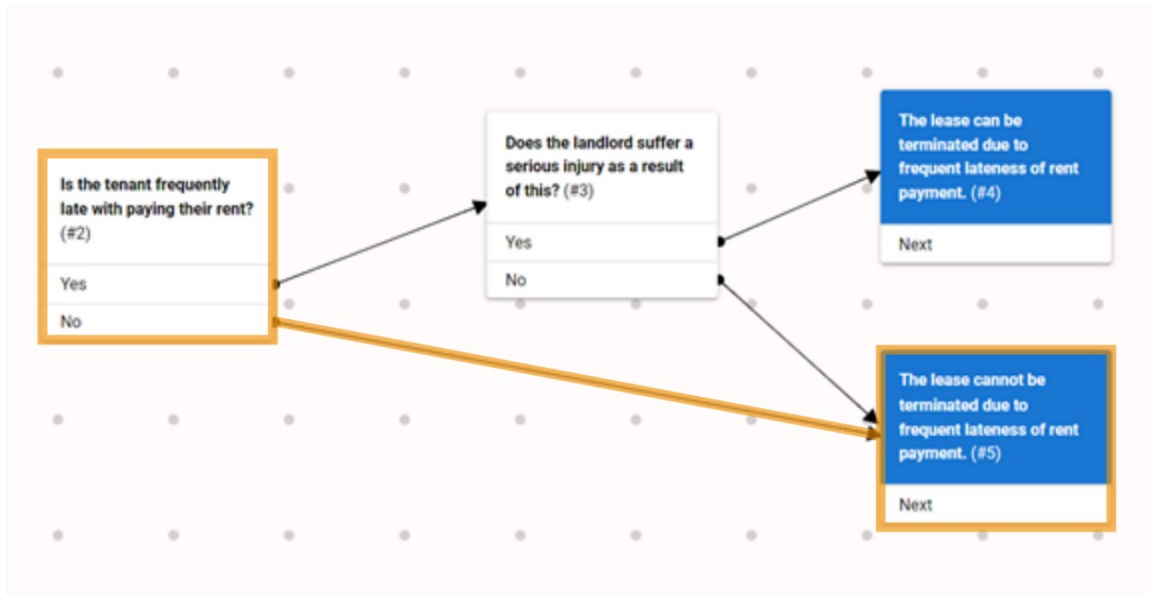 Is the tenant frequently
late with paying their rent?
(#2)
Yes
No
Does the landlord suffer a
serious injury as a result
of this? (#3)
Yes
No
The lease can be
terminated due to
frequent lateness of rent
payment. (#4)
Next
The lease cannot be
terminated due to
frequent lateness of rent
payment. (#5)
Next